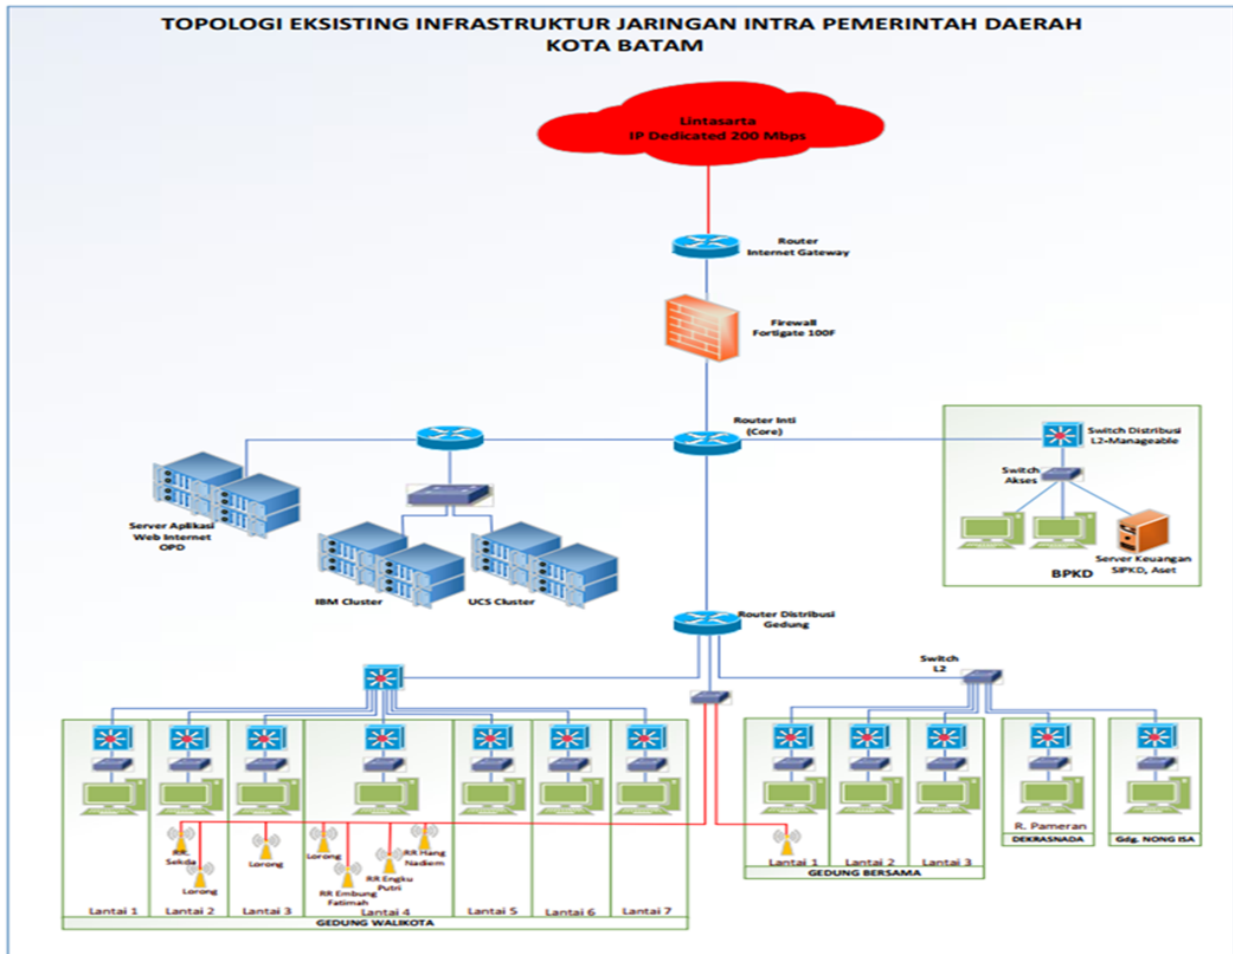 TOPOLOGI EKSISTING INFRASTRUKTUR JARINGAN INTRA PEMERINTAH DAERAH
KOTA BATAM
Lintasarta
IP Dedicated 200 Mbps
Router
Internet Gateway
Firewall
Fortigate 100F
Router Inti
(Core)
Switch Distribusi
L2-Manageable
Switch
Akses
Server Keuangan
SIPKD, Aset
BPKD
Server Aplikasi
Web Internet
OPD
IBM Cluster
UCS Cluster
Router Distribusi
Gedung
Switch
L2
RR.
Sekda
Lorong
Lorong
Lorong
RR Embung
Fatimah
RR Engku
Putri
RR Hang
Nadiem
Lantai 1
Lantai 2
Lantai 3
Lantai 4
Lantai 5
Lantai 6
Lantai 7
GEDUNG WALIKOTA
Lantai 1
Lantai 2
Lantai 3
GEDUNG BERSAMA
R. Pameran
DEKRASNADA
Gdg. NONG ISA